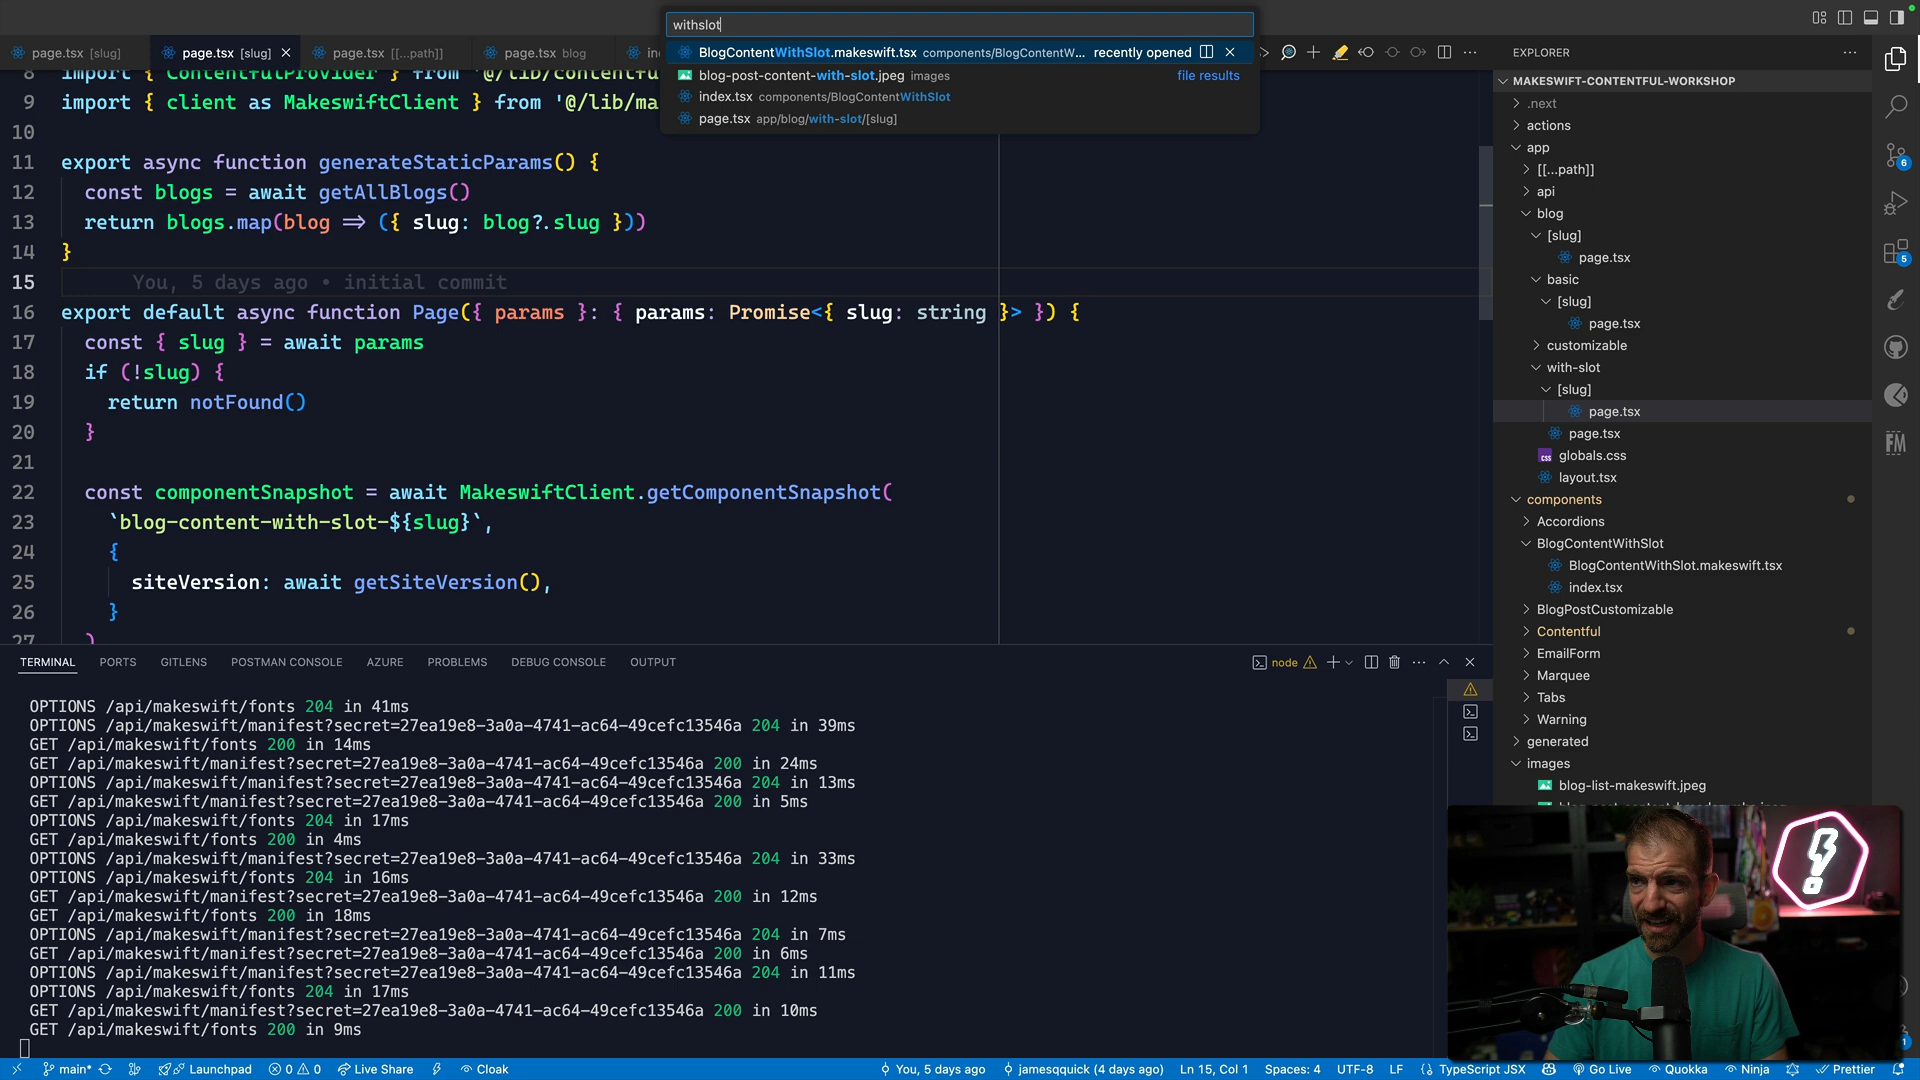 withslot
BlogContentWithSlot.makeswift.tsx components/BlogContentW... recently opened
blog-post-content-with-slot.jpeg images file results
index.tsx components/BlogContentWithSlot
page.tsx app/blog/with-slot/[slug]
page.tsx [slug]
page.tsx [slug]
page.tsx [[...path]]
page.tsx blog
8 import { ContentfulProvider } from '@/lib/contentfu
9 import { client as MakeswiftClient } from '@/lib/ma
10
11 export async function generateStaticParams() {
12 const blogs = await getAllBlogs()
13 return blogs.map(blog => ({ slug: blog?.slug }))
14 }
15 You, 5 days ago • initial commit
16 export default async function Page({ params }: { params: Promise<{ slug: string }> }) {
17 const { slug } = await params
18 if (!slug) {
19 return notFound()
20 }
21
22 const componentSnapshot = await MakeswiftClient.getComponentSnapshot(
23 `blog-content-with-slot-${slug}`,
24 {
25 siteVersion: await getSiteVersion(),
26 }
27 )
TERMINAL PORTS GITLENS POSTMAN CONSOLE AZURE PROBLEMS DEBUG CONSOLE OUTPUT
node
OPTIONS /api/makeswift/fonts 204 in 41ms
OPTIONS /api/makeswift/manifest?secret=27ea19e8-3a0a-4741-ac64-49cefc13546a 204 in 39ms
GET /api/makeswift/fonts 200 in 14ms
GET /api/makeswift/manifest?secret=27ea19e8-3a0a-4741-ac64-49cefc13546a 200 in 24ms
OPTIONS /api/makeswift/manifest?secret=27ea19e8-3a0a-4741-ac64-49cefc13546a 204 in 13ms
GET /api/makeswift/manifest?secret=27ea19e8-3a0a-4741-ac64-49cefc13546a 200 in 5ms
OPTIONS /api/makeswift/fonts 204 in 17ms
GET /api/makeswift/fonts 200 in 4ms
OPTIONS /api/makeswift/manifest?secret=27ea19e8-3a0a-4741-ac64-49cefc13546a 204 in 33ms
OPTIONS /api/makeswift/fonts 204 in 16ms
GET /api/makeswift/manifest?secret=27ea19e8-3a0a-4741-ac64-49cefc13546a 200 in 12ms
GET /api/makeswift/fonts 200 in 18ms
OPTIONS /api/makeswift/manifest?secret=27ea19e8-3a0a-4741-ac64-49cefc13546a 204 in 7ms
GET /api/makeswift/manifest?secret=27ea19e8-3a0a-4741-ac64-49cefc13546a 200 in 6ms
OPTIONS /api/makeswift/manifest?secret=27ea19e8-3a0a-4741-ac64-49cefc13546a 204 in 11ms
OPTIONS /api/makeswift/fonts 204 in 17ms
GET /api/makeswift/manifest?secret=27ea19e8-3a0a-4741-ac64-49cefc13546a 200 in 10ms
GET /api/makeswift/fonts 200 in 9ms
EXPLORER
MAKESWIFT-CONTENTFUL-WORKSHOP
.next
actions
app
[[...path]]
api
blog
[slug]
page.tsx
basic
[slug]
page.tsx
customizable
with-slot
[slug]
page.tsx
page.tsx
globals.css
layout.tsx
components
Accordions
BlogContentWithSlot
BlogContentWithSlot.makeswift.tsx
index.tsx
BlogPostCustomizable
Contentful
EmailForm
Marquee
Tabs
Warning
generated
images
blog-list-makeswift.jpeg
6
5
FM
main* Launchpad 0 0 Live Share Cloak You, 5 days ago jamesqquick (4 days ago) Ln 15, Col 1 Spaces: 4 UTF-8 LF {} TypeScript JSX Go Live Quokka Ninja Prettier